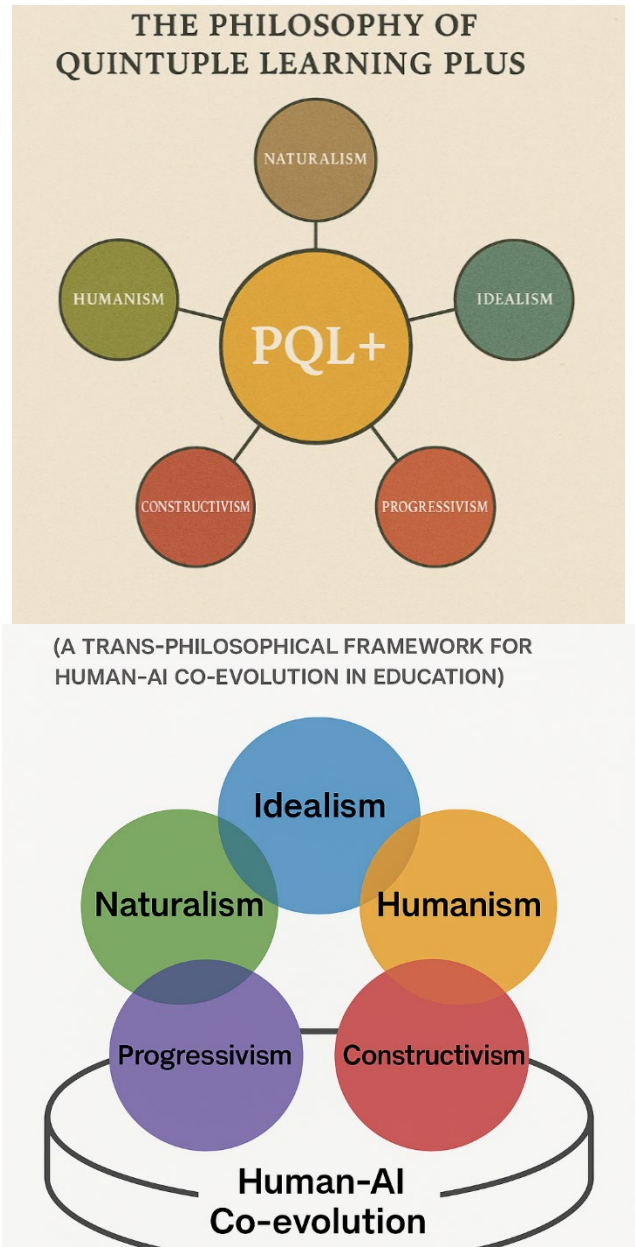 THE PHILOSOPHY OF
QUINTUPLE LEARNING PLUS
NATURALISM
HUMANISM
IDEALISM
PQL+
CONSTRUCTIVISM
PROGRESSIVISM
(A TRANS-PHILOSOPHICAL FRAMEWORK FOR
HUMAN-AI CO-EVOLUTION IN EDUCATION)
Idealism
Naturalism
Humanism
Progressivism
Constructivism
Human-AI
Co-evolution